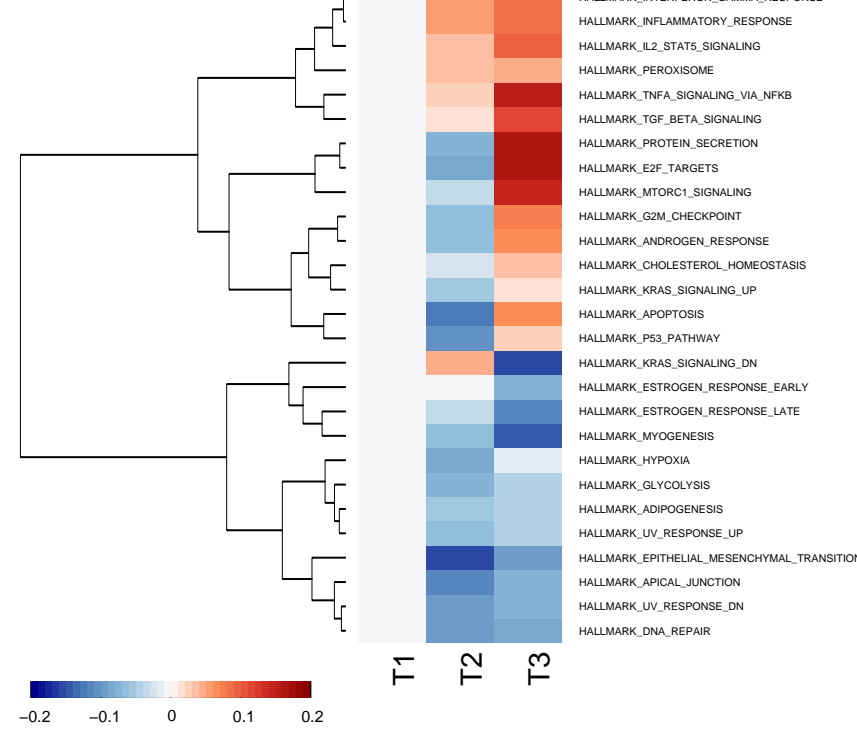 HALLMARK_INFLAMMATORY_RESPONSE
HALLMARK_IL2_STAT5_SIGNALING
HALLMARK_PEROXISOME
HALLMARK_TNFA_SIGNALING_VIA_NFKB
HALLMARK_TGF_BETA_SIGNALING
HALLMARK_PROTEIN_SECRETION
HALLMARK_E2F_TARGETS
HALLMARK_MTORC1_SIGNALING
HALLMARK_G2M_CHECKPOINT
HALLMARK_ANDROGEN_RESPONSE
HALLMARK_CHOLESTEROL_HOMEOSTASIS
HALLMARK_KRAS_SIGNALING_UP
HALLMARK_APOPTOSIS
HALLMARK_P53_PATHWAY
HALLMARK_KRAS_SIGNALING_DN
HALLMARK_ESTROGEN_RESPONSE_EARLY
HALLMARK_ESTROGEN_RESPONSE_LATE
HALLMARK_MYOGENESIS
HALLMARK_HYPOXIA
HALLMARK_GLYCOLYSIS
HALLMARK_ADIPOGENESIS
HALLMARK_UV_RESPONSE_UP
HALLMARK_EPITHELIAL_MESENCHYMAL_TRANSITION
HALLMARK_APICAL_JUNCTION
HALLMARK_UV_RESPONSE_DN
HALLMARK_DNA_REPAIR
T1 T2 T3
−0.2 −0.1 0 0.1 0.2